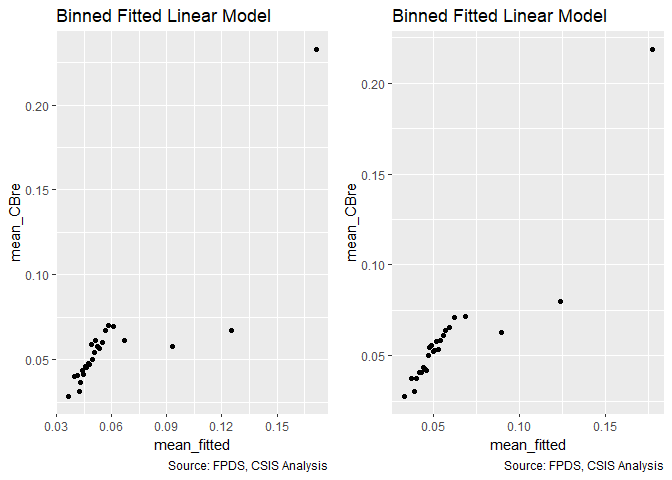 Binned Fitted Linear Model
mean_CBre
0.20
0.15
0.10
0.05
0.03
0.06
0.09
0.12
0.15
mean_fitted
Source: FPDS, CSIS Analysis
Binned Fitted Linear Model
mean_CBre
0.20
0.15
0.10
0.05
0.05
0.10
0.15
mean_fitted
Source: FPDS, CSIS Analysis